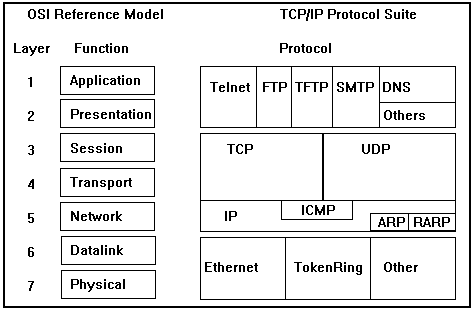 OSI Reference Model TCP/IP Protocol Suite
Layer Function Protocol
1 Application Telnet FTP TFTP SMTP DNS
2 Presentation Others
3 Session TCP UDP
4 Transport
5 Network IP ICMP ARP RARP
6 Datalink
Ethernet TokenRing Other
7 Physical